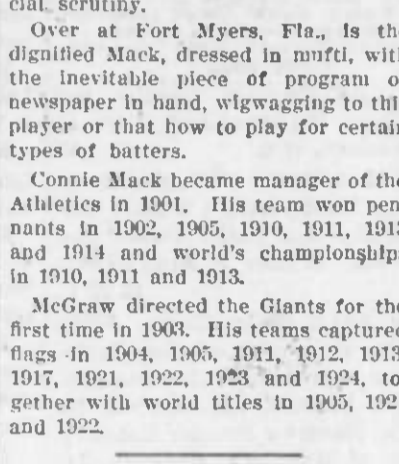 cial scrutiny.
Over at Fort Myers, Fla., is the
dignified Mack, dressed in mufti, with
the inevitable piece of program o
newspaper in hand, wigwagging to thi
player or that how to play for certain
types of batters.
Connie Mack became manager of the
Athletics in 1901. His team won pen
nants in 1902, 1905, 1910, 1911, 1913
and 1914 and world's championship
in 1910, 1911 and 1913.
McGraw directed the Giants for the
first time in 1903. His teams captured
flags in 1904, 1905, 1911, 1912, 1913
1917, 1921, 1922, 1923 and 1924, to-
gether with world titles in 1905, 192
and 1922.